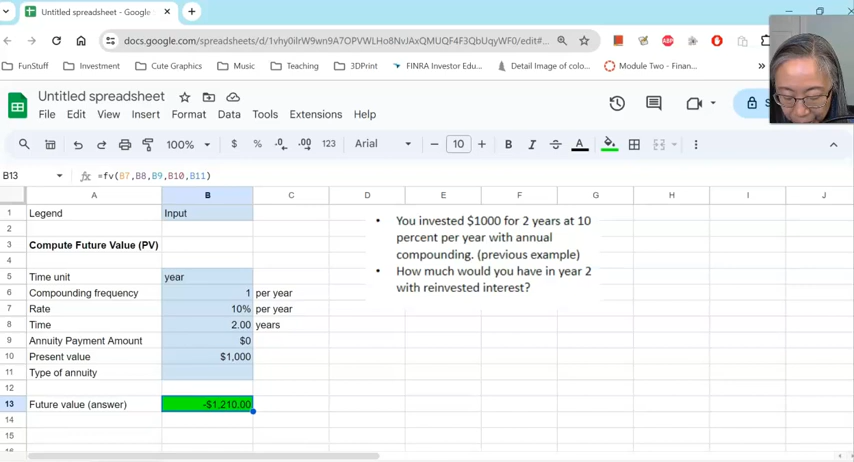 Untitled spreadsheet - Google S
docs.google.com/spreadsheets/d/1vhy0ilrW9wn9A7OPVWLHo8NvJAxQMUQF4F3QbUqyWF0/edit#...
FunStuff Investment Cute Graphics Music Teaching 3DPrint FINRA Investor Edu... Detail Image of colo... Module Two - Finan... »
Untitled spreadsheet
File Edit View Insert Format Data Tools Extensions Help
100% $ % .0 .00 123 Arial − 10 + B I A
B13 fx =fv(B7,B8,B9,B10,B11)
A B C D E F G H I J
1 Legend Input
2
3 Compute Future Value (PV)
4
5 Time unit year
6 Compounding frequency 1 per year
7 Rate 10% per year
8 Time 2.00 years
9 Annuity Payment Amount $0
10 Present value $1,000
11 Type of annuity
12
13 Future value (answer) -$1,210.00
14
15
• You invested $1000 for 2 years at 10
percent per year with annual
compounding. (previous example)
• How much would you have in year 2
with reinvested interest?